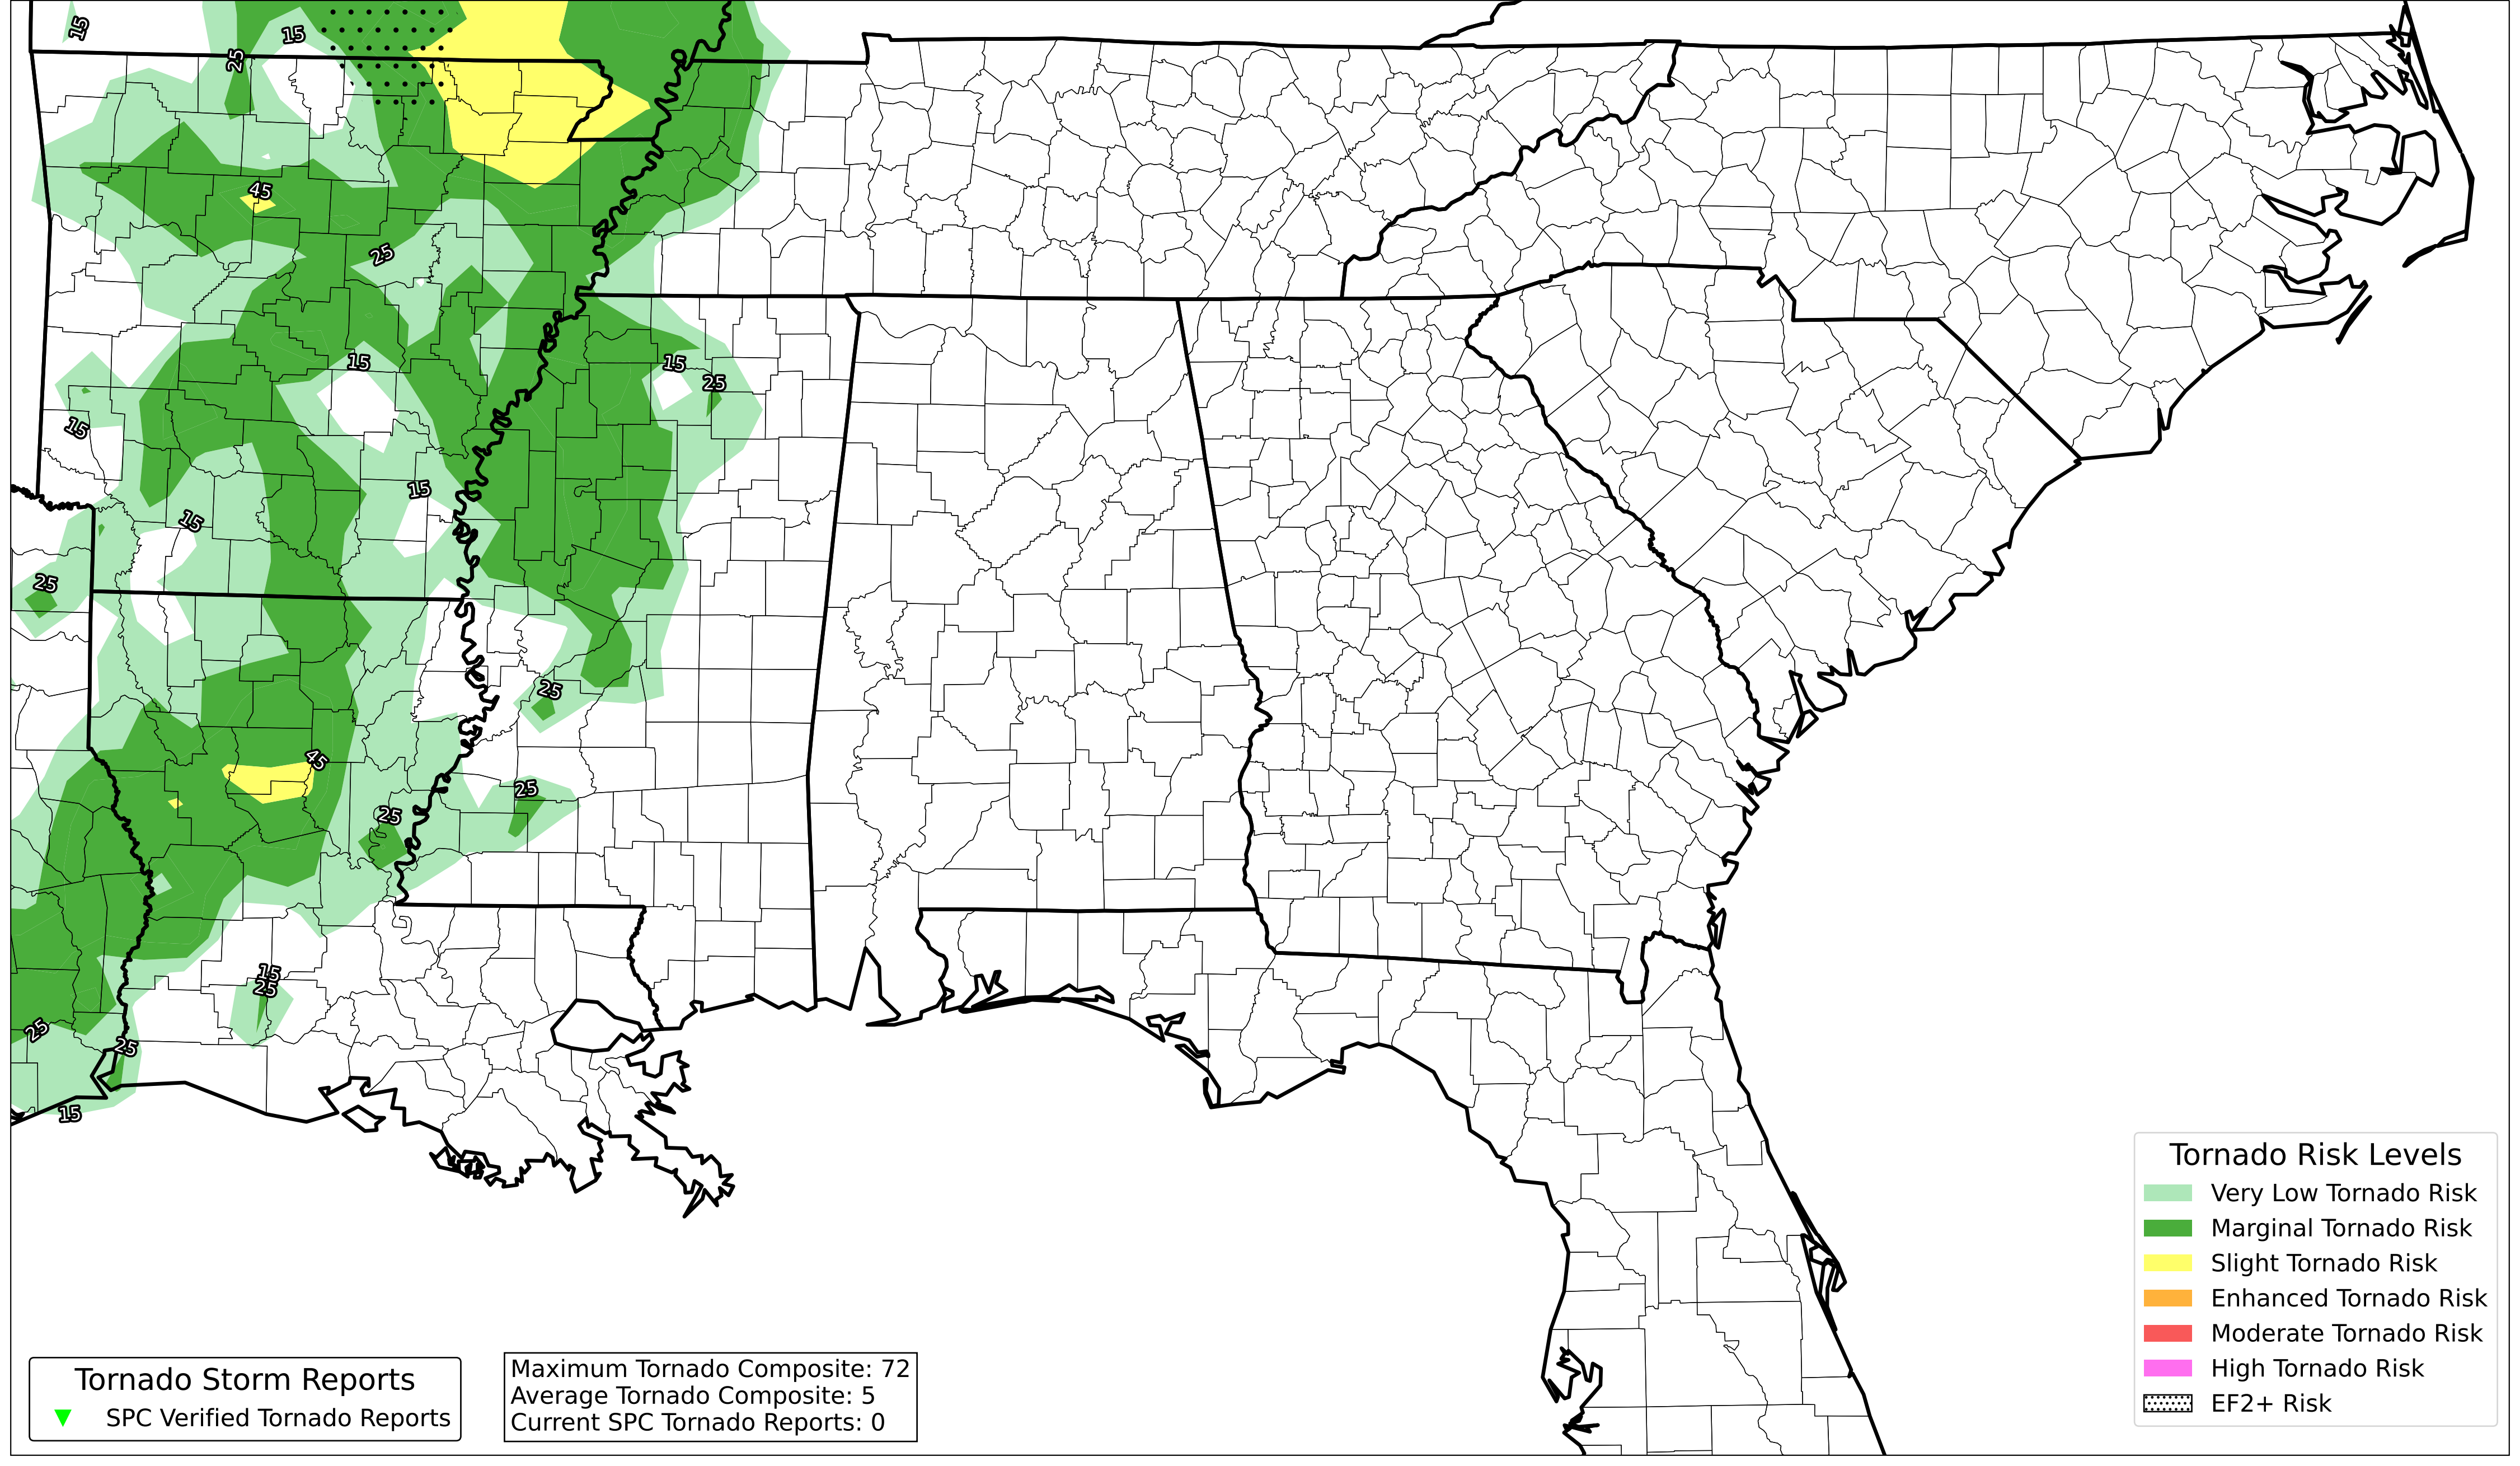 15
15
25
45
25
15
15
25
15
15
15
25
25
45
25
25
15
25
25
25
15
Tornado Risk Levels
Very Low Tornado Risk
Marginal Tornado Risk
Slight Tornado Risk
Enhanced Tornado Risk
Moderate Tornado Risk
High Tornado Risk
EF2+ Risk
Tornado Storm Reports
SPC Verified Tornado Reports
Maximum Tornado Composite: 72
Average Tornado Composite: 5
Current SPC Tornado Reports: 0